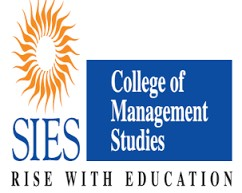 College of
Management
Studies
SIES
RISE WITH EDUCATION